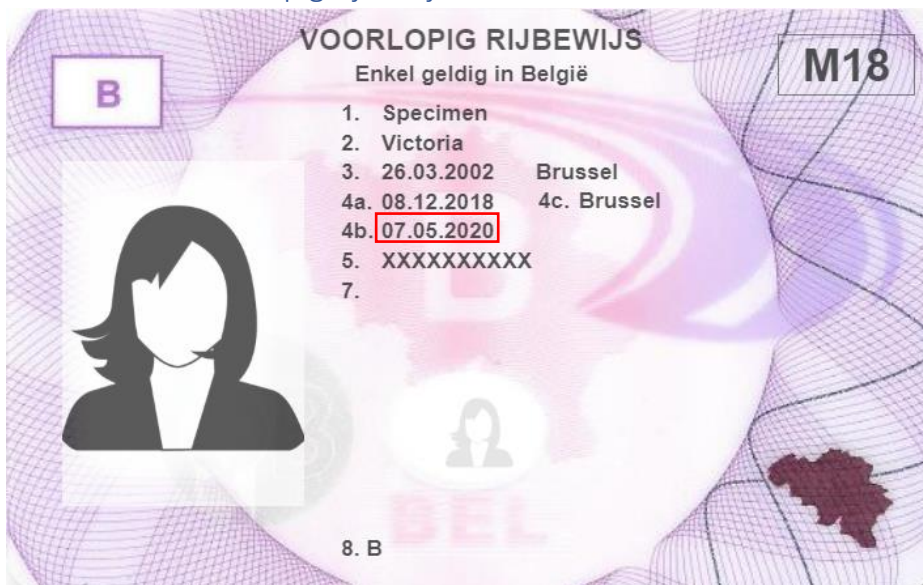 VOORLOPIG RIJBEWIJS
Enkel geldig in België
M18
B
1. Specimen
2. Victoria
3. 26.03.2002 Brussel
4a. 08.12.2018 4c. Brussel
4b. 07.05.2020
5. XXXXXXXXXX
7.
B
BEL
8. B